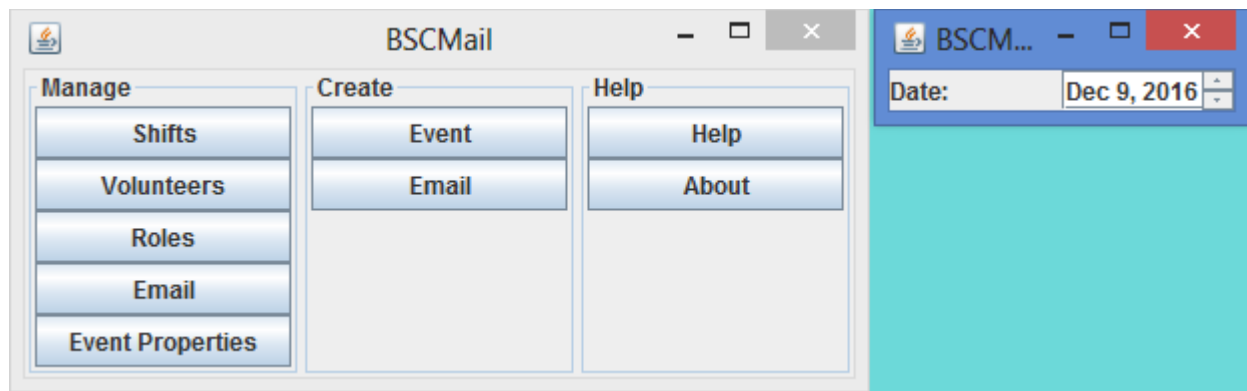 BSCMail
Manage
Shifts
Volunteers
Roles
Email
Event Properties
Create
Event
Email
Help
Help
About
BSCM...
Date: Dec 9, 2016